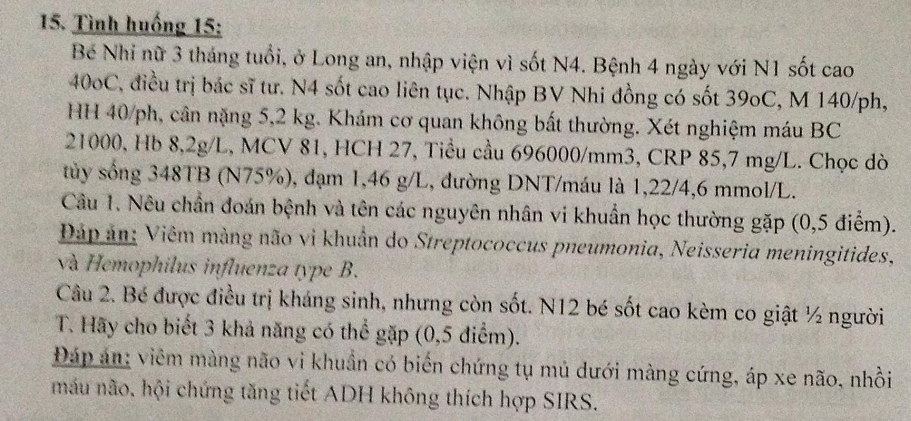 15. Tình huống 15:
Bé Nhi nữ 3 tháng tuổi, ở Long an, nhập viện vì sốt N4. Bệnh 4 ngày với N1 sốt cao
40oC, điều trị bác sĩ tư. N4 sốt cao liên tục. Nhập BV Nhi đồng có sốt 39oC, M 140/ph,
HH 40/ph, cân nặng 5,2 kg. Khám cơ quan không bất thường. Xét nghiệm máu BC
21000, Hb 8,2g/L, MCV 81, HCH 27, Tiểu cầu 696000/mm3, CRP 85,7 mg/L. Chọc dò
tủy sống 348TB (N75%), đạm 1,46 g/L, đường DNT/máu là 1,22/4,6 mmol/L.
Câu 1. Nêu chẩn đoán bệnh và tên các nguyên nhân vi khuẩn học thường gặp (0,5 điểm).
Đáp án: Viêm màng não vi khuẩn do Streptococcus pneumonia, Neisseria meningitides,
và Hemophilus influenza type B.
Câu 2. Bé được điều trị kháng sinh, nhưng còn sốt. N12 bé sốt cao kèm co giật ½ người
T. Hãy cho biết 3 khả năng có thể gặp (0,5 điểm).
Đáp án: viêm màng não vi khuẩn có biến chứng tụ mủ dưới màng cứng, áp xe não, nhồi
máu não, hội chứng tăng tiết ADH không thích hợp SIRS.